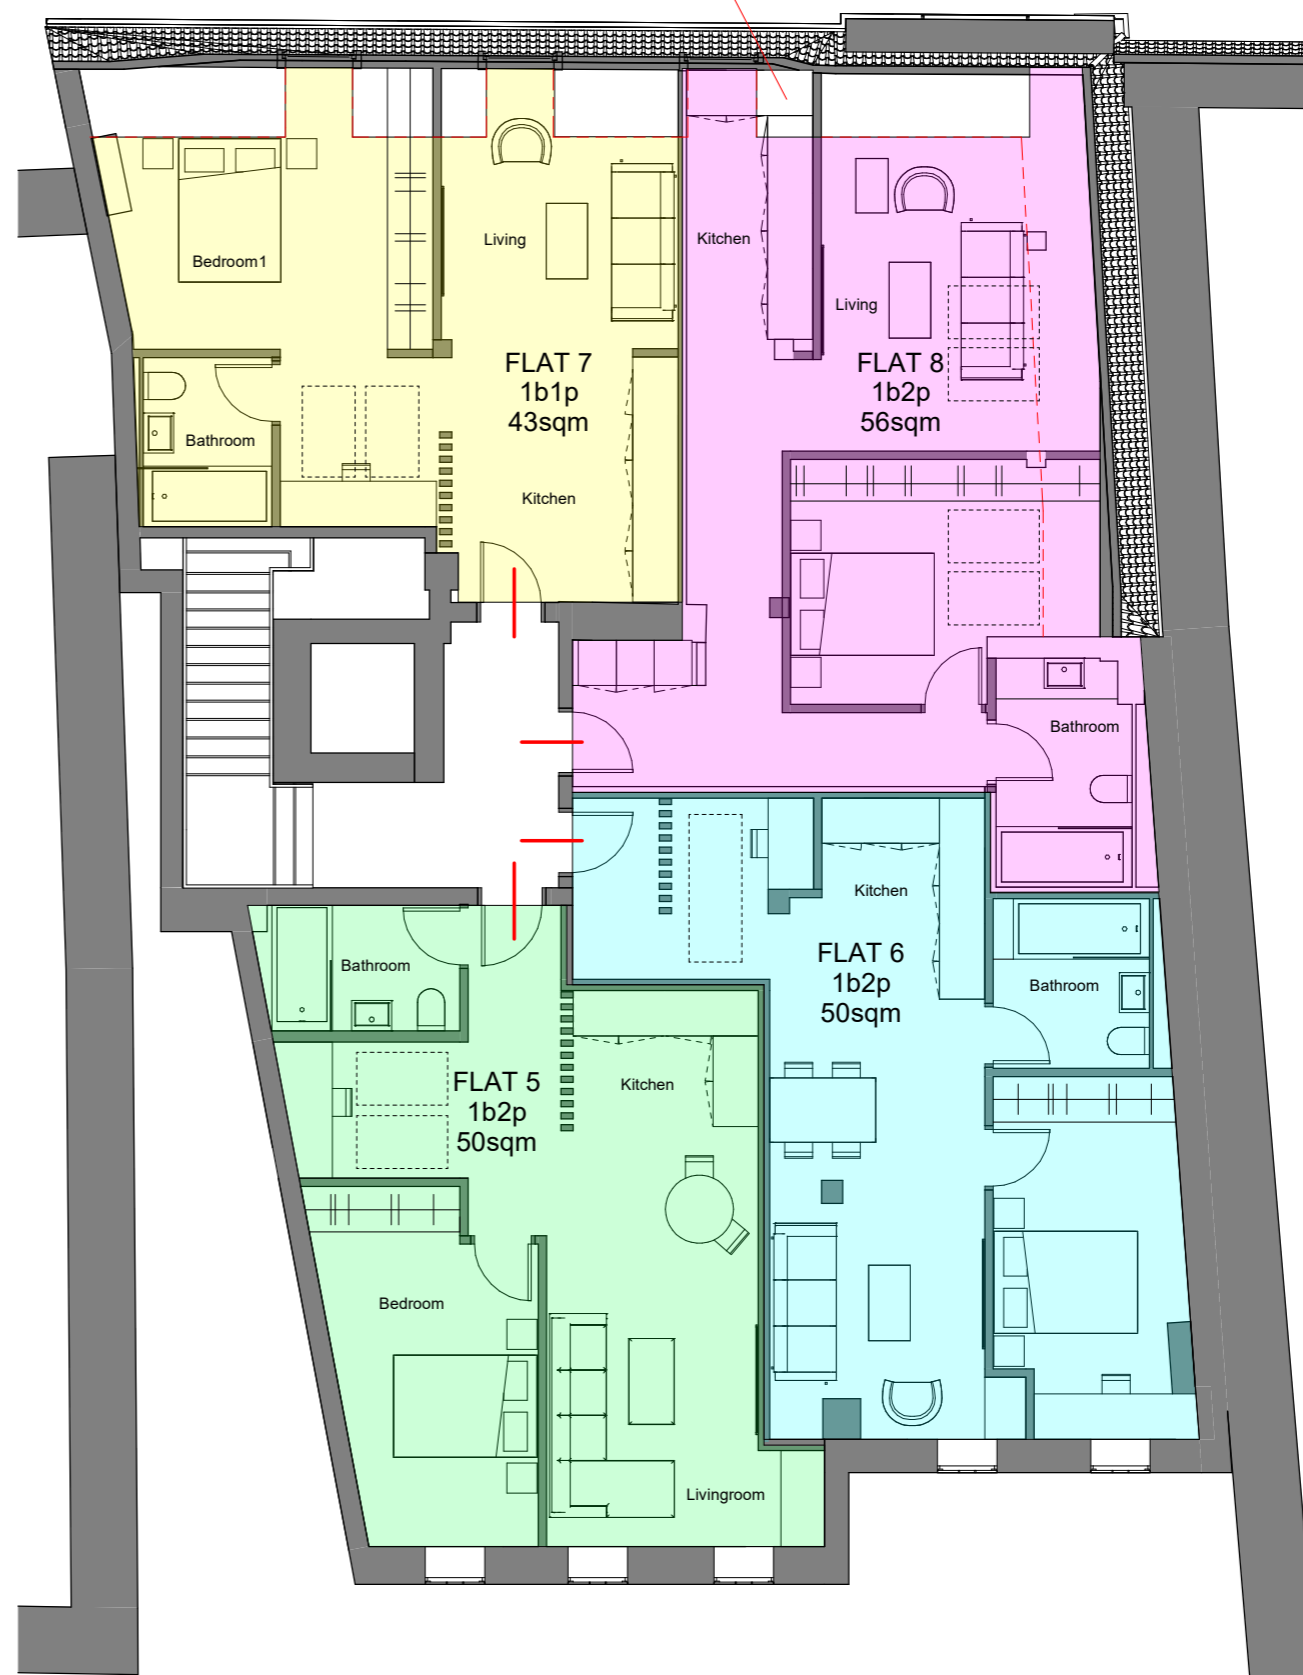 Bedroom1
Living
Kitchen
Living
FLAT 7
1b1p
43sqm
FLAT 8
1b2p
56sqm
Bathroom
Kitchen
Bathroom
Kitchen
FLAT 6
1b2p
50sqm
Bathroom
Bathroom
FLAT 5
1b2p
50sqm
Kitchen
Bedroom
Livingroom